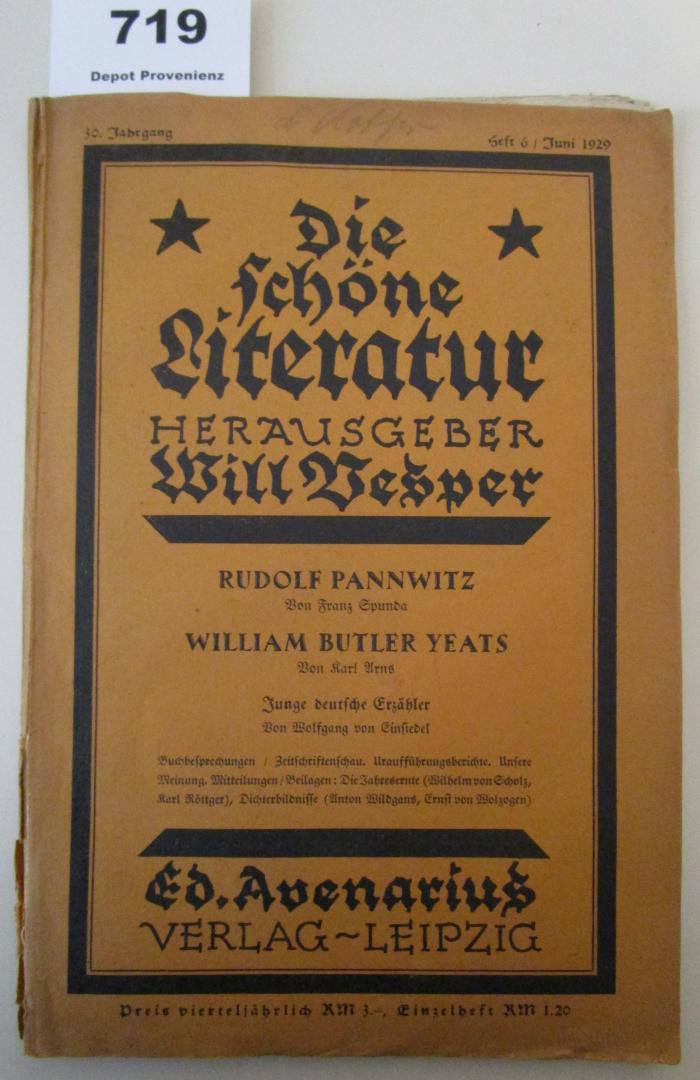 719
Depot Provenienz
30. Jahrgang
Heft 6 / Juni 1929
Die
schöne
Literatur
HERAUSGEBER
Will Vesper
RUDOLF PANNWITZ
Von Franz Spunda
WILLIAM BUTLER YEATS
Von Karl Arns
Junge deutsche Erzähler
Von Wolfgang von Einsiedel
Buchbesprechungen / Zeitschriftenschau. Uraufführungsberichte. Unsere
Meinung. Mitteilungen / Beilagen: Die Jahresernte (Wilhelm von Scholz,
Karl Röttger), Dichterbildnisse (Anton Wildgans, Ernst von Wolzogen)
Ed. Avenarius
VERLAG ~ LEIPZIG
Preis vierteljährlich RM 3.–, Einzelheft RM 1.20